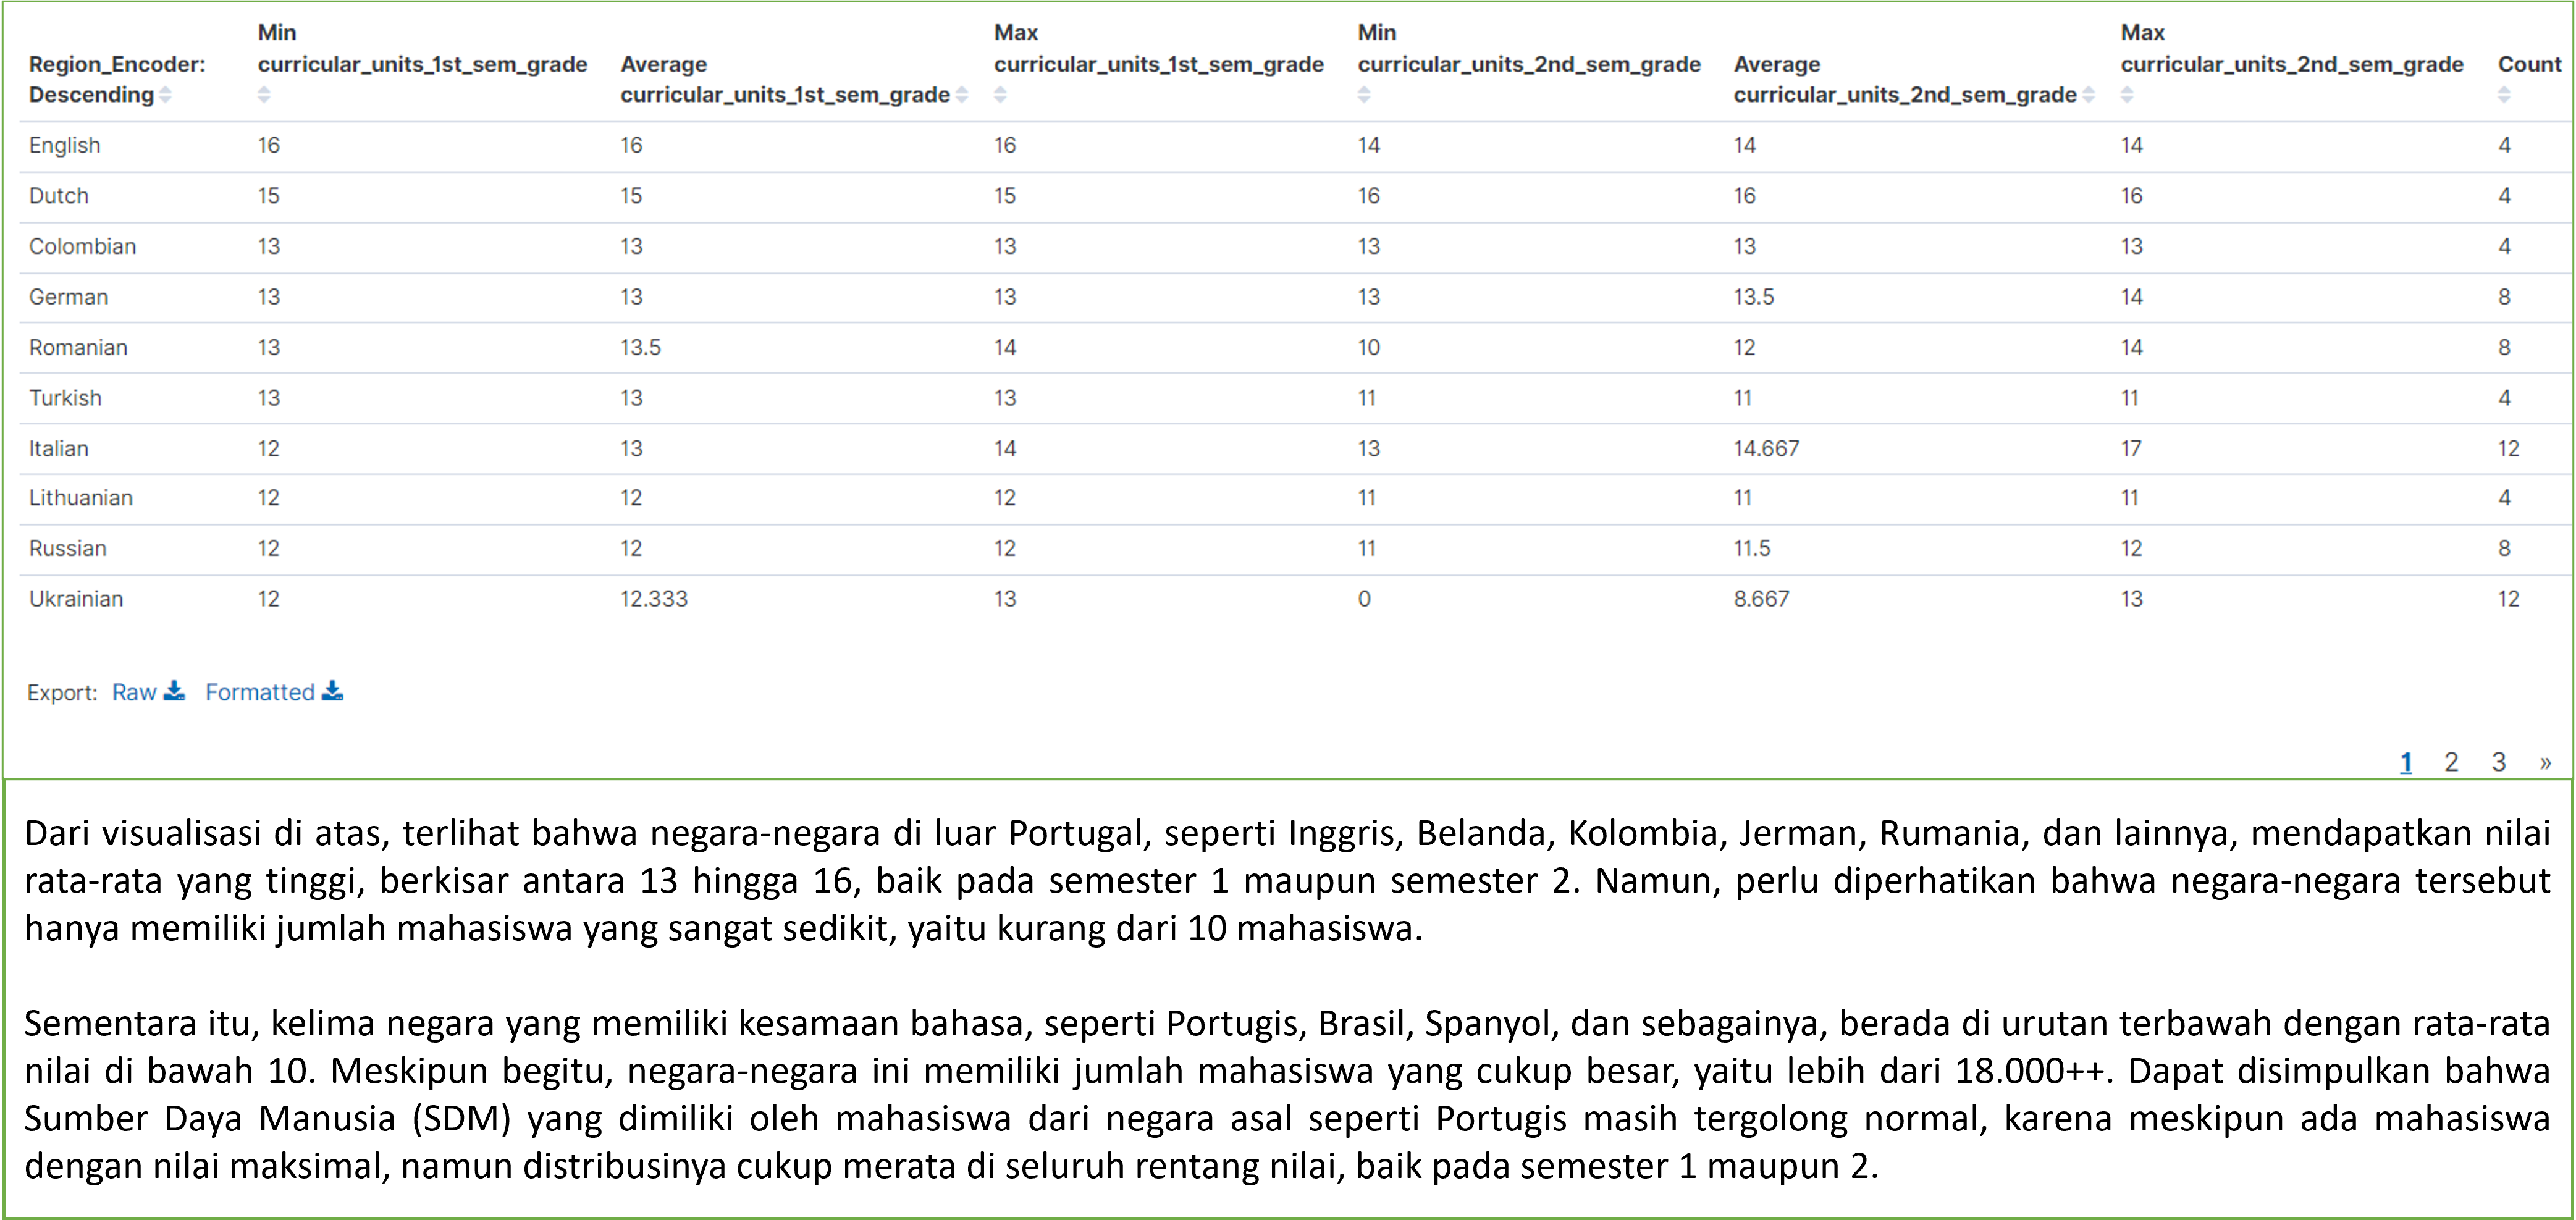 Region_Encoder: Descending | Min curricular_units_1st_sem_grade | Average curricular_units_1st_sem_grade | Max curricular_units_1st_sem_grade | Min curricular_units_2nd_sem_grade | Average curricular_units_2nd_sem_grade | Max curricular_units_2nd_sem_grade | Count
English 16 16 16 14 14 14 4
Dutch 15 15 15 16 16 16 4
Colombian 13 13 13 13 13 13 4
German 13 13 13 13 13.5 14 8
Romanian 13 13.5 14 10 12 14 8
Turkish 13 13 13 11 11 11 4
Italian 12 13 14 13 14.667 17 12
Lithuanian 12 12 12 11 11 11 4
Russian 12 12 12 11 11.5 12 8
Ukrainian 12 12.333 13 0 8.667 13 12
Export: Raw Formatted
1 2 3 »
Dari visualisasi di atas, terlihat bahwa negara-negara di luar Portugal, seperti Inggris, Belanda, Kolombia, Jerman, Rumania, dan lainnya, mendapatkan nilai
rata-rata yang tinggi, berkisar antara 13 hingga 16, baik pada semester 1 maupun semester 2. Namun, perlu diperhatikan bahwa negara-negara tersebut
hanya memiliki jumlah mahasiswa yang sangat sedikit, yaitu kurang dari 10 mahasiswa.
Sementara itu, kelima negara yang memiliki kesamaan bahasa, seperti Portugis, Brasil, Spanyol, dan sebagainya, berada di urutan terbawah dengan rata-rata
nilai di bawah 10. Meskipun begitu, negara-negara ini memiliki jumlah mahasiswa yang cukup besar, yaitu lebih dari 18.000++. Dapat disimpulkan bahwa
Sumber Daya Manusia (SDM) yang dimiliki oleh mahasiswa dari negara asal seperti Portugis masih tergolong normal, karena meskipun ada mahasiswa
dengan nilai maksimal, namun distribusinya cukup merata di seluruh rentang nilai, baik pada semester 1 maupun 2.